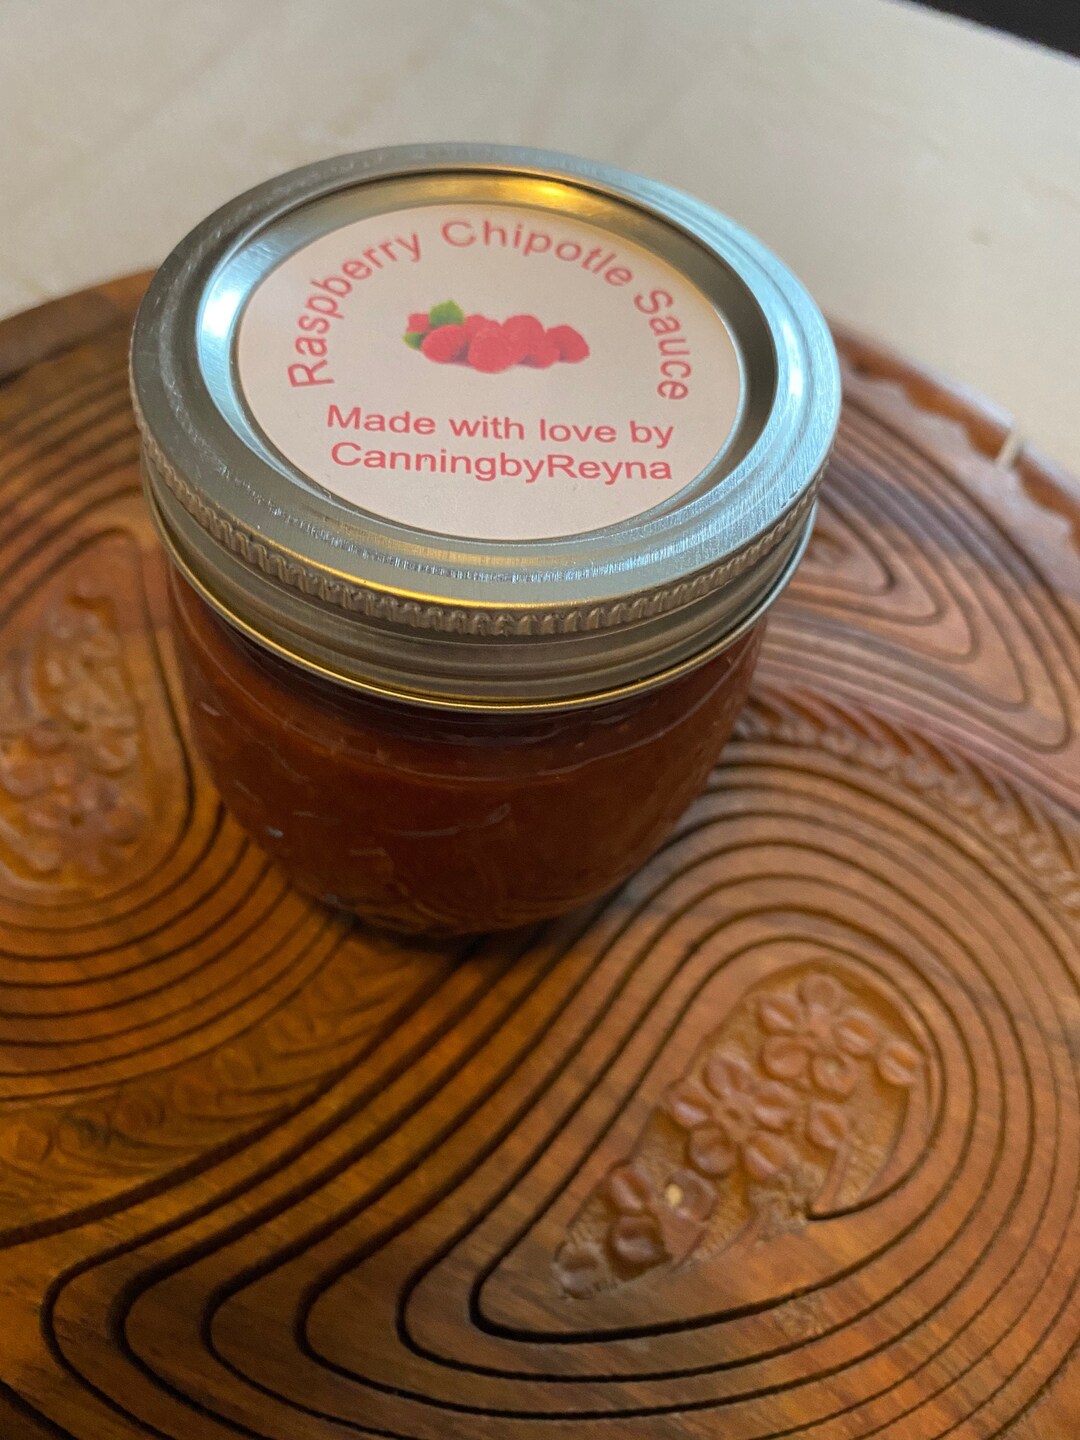 Raspberry Chipotle Sauce
Made with love by
CanningbyReyna